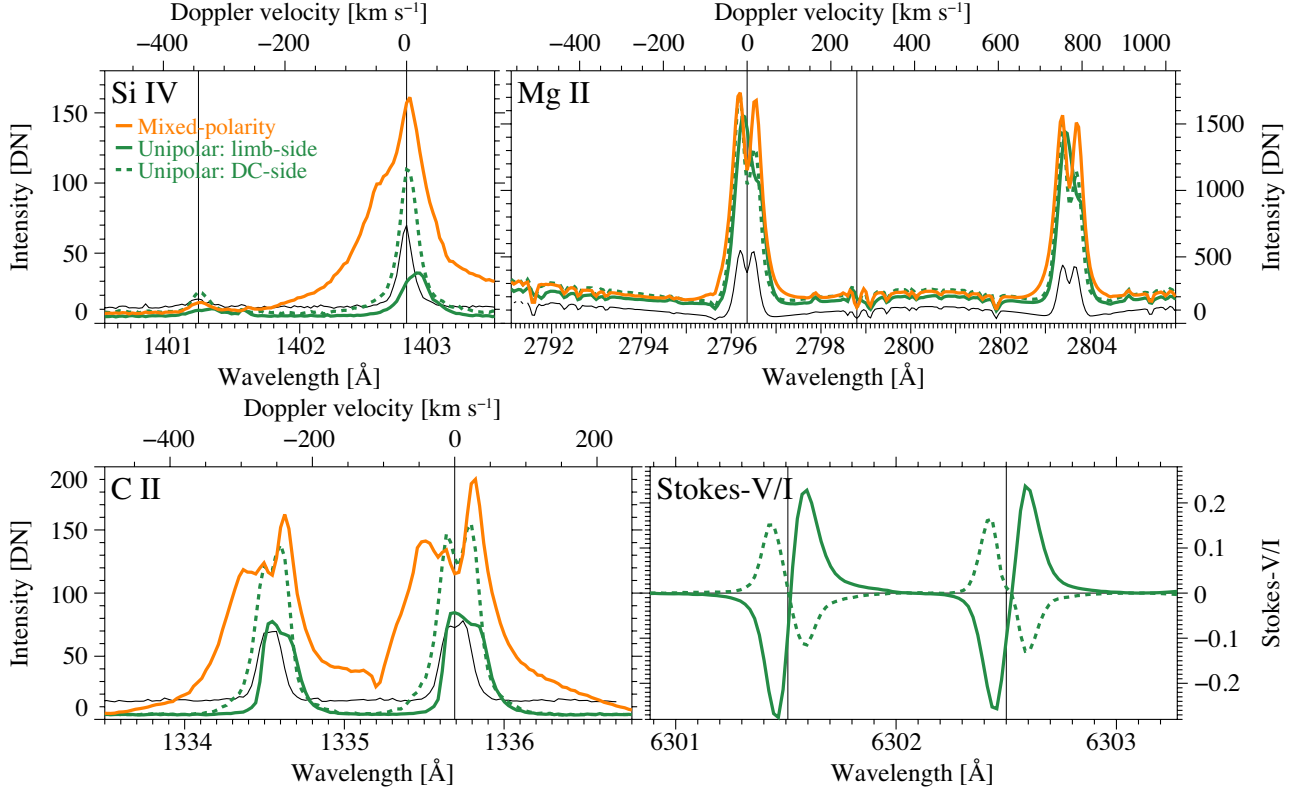 Doppler velocity [km s⁻¹]
Doppler velocity [km s⁻¹]
−400 −200 0
−400 −200 0 200 400 600 800 1000
Si IV
Mg II
Mixed-polarity
Unipolar: limb-side
Unipolar: DC-side
150
100
50
0
Intensity [DN]
1500
1000
500
0
Intensity [DN]
1401 1402 1403
2792 2794 2796 2798 2800 2802 2804
Wavelength [Å]
Wavelength [Å]
Doppler velocity [km s⁻¹]
−400 −200 0 200
C II
Stokes-V/I
200
150
100
50
0
Intensity [DN]
0.2
0.1
0
−0.1
−0.2
Stokes-V/I
1334 1335 1336
6301 6302 6303
Wavelength [Å]
Wavelength [Å]